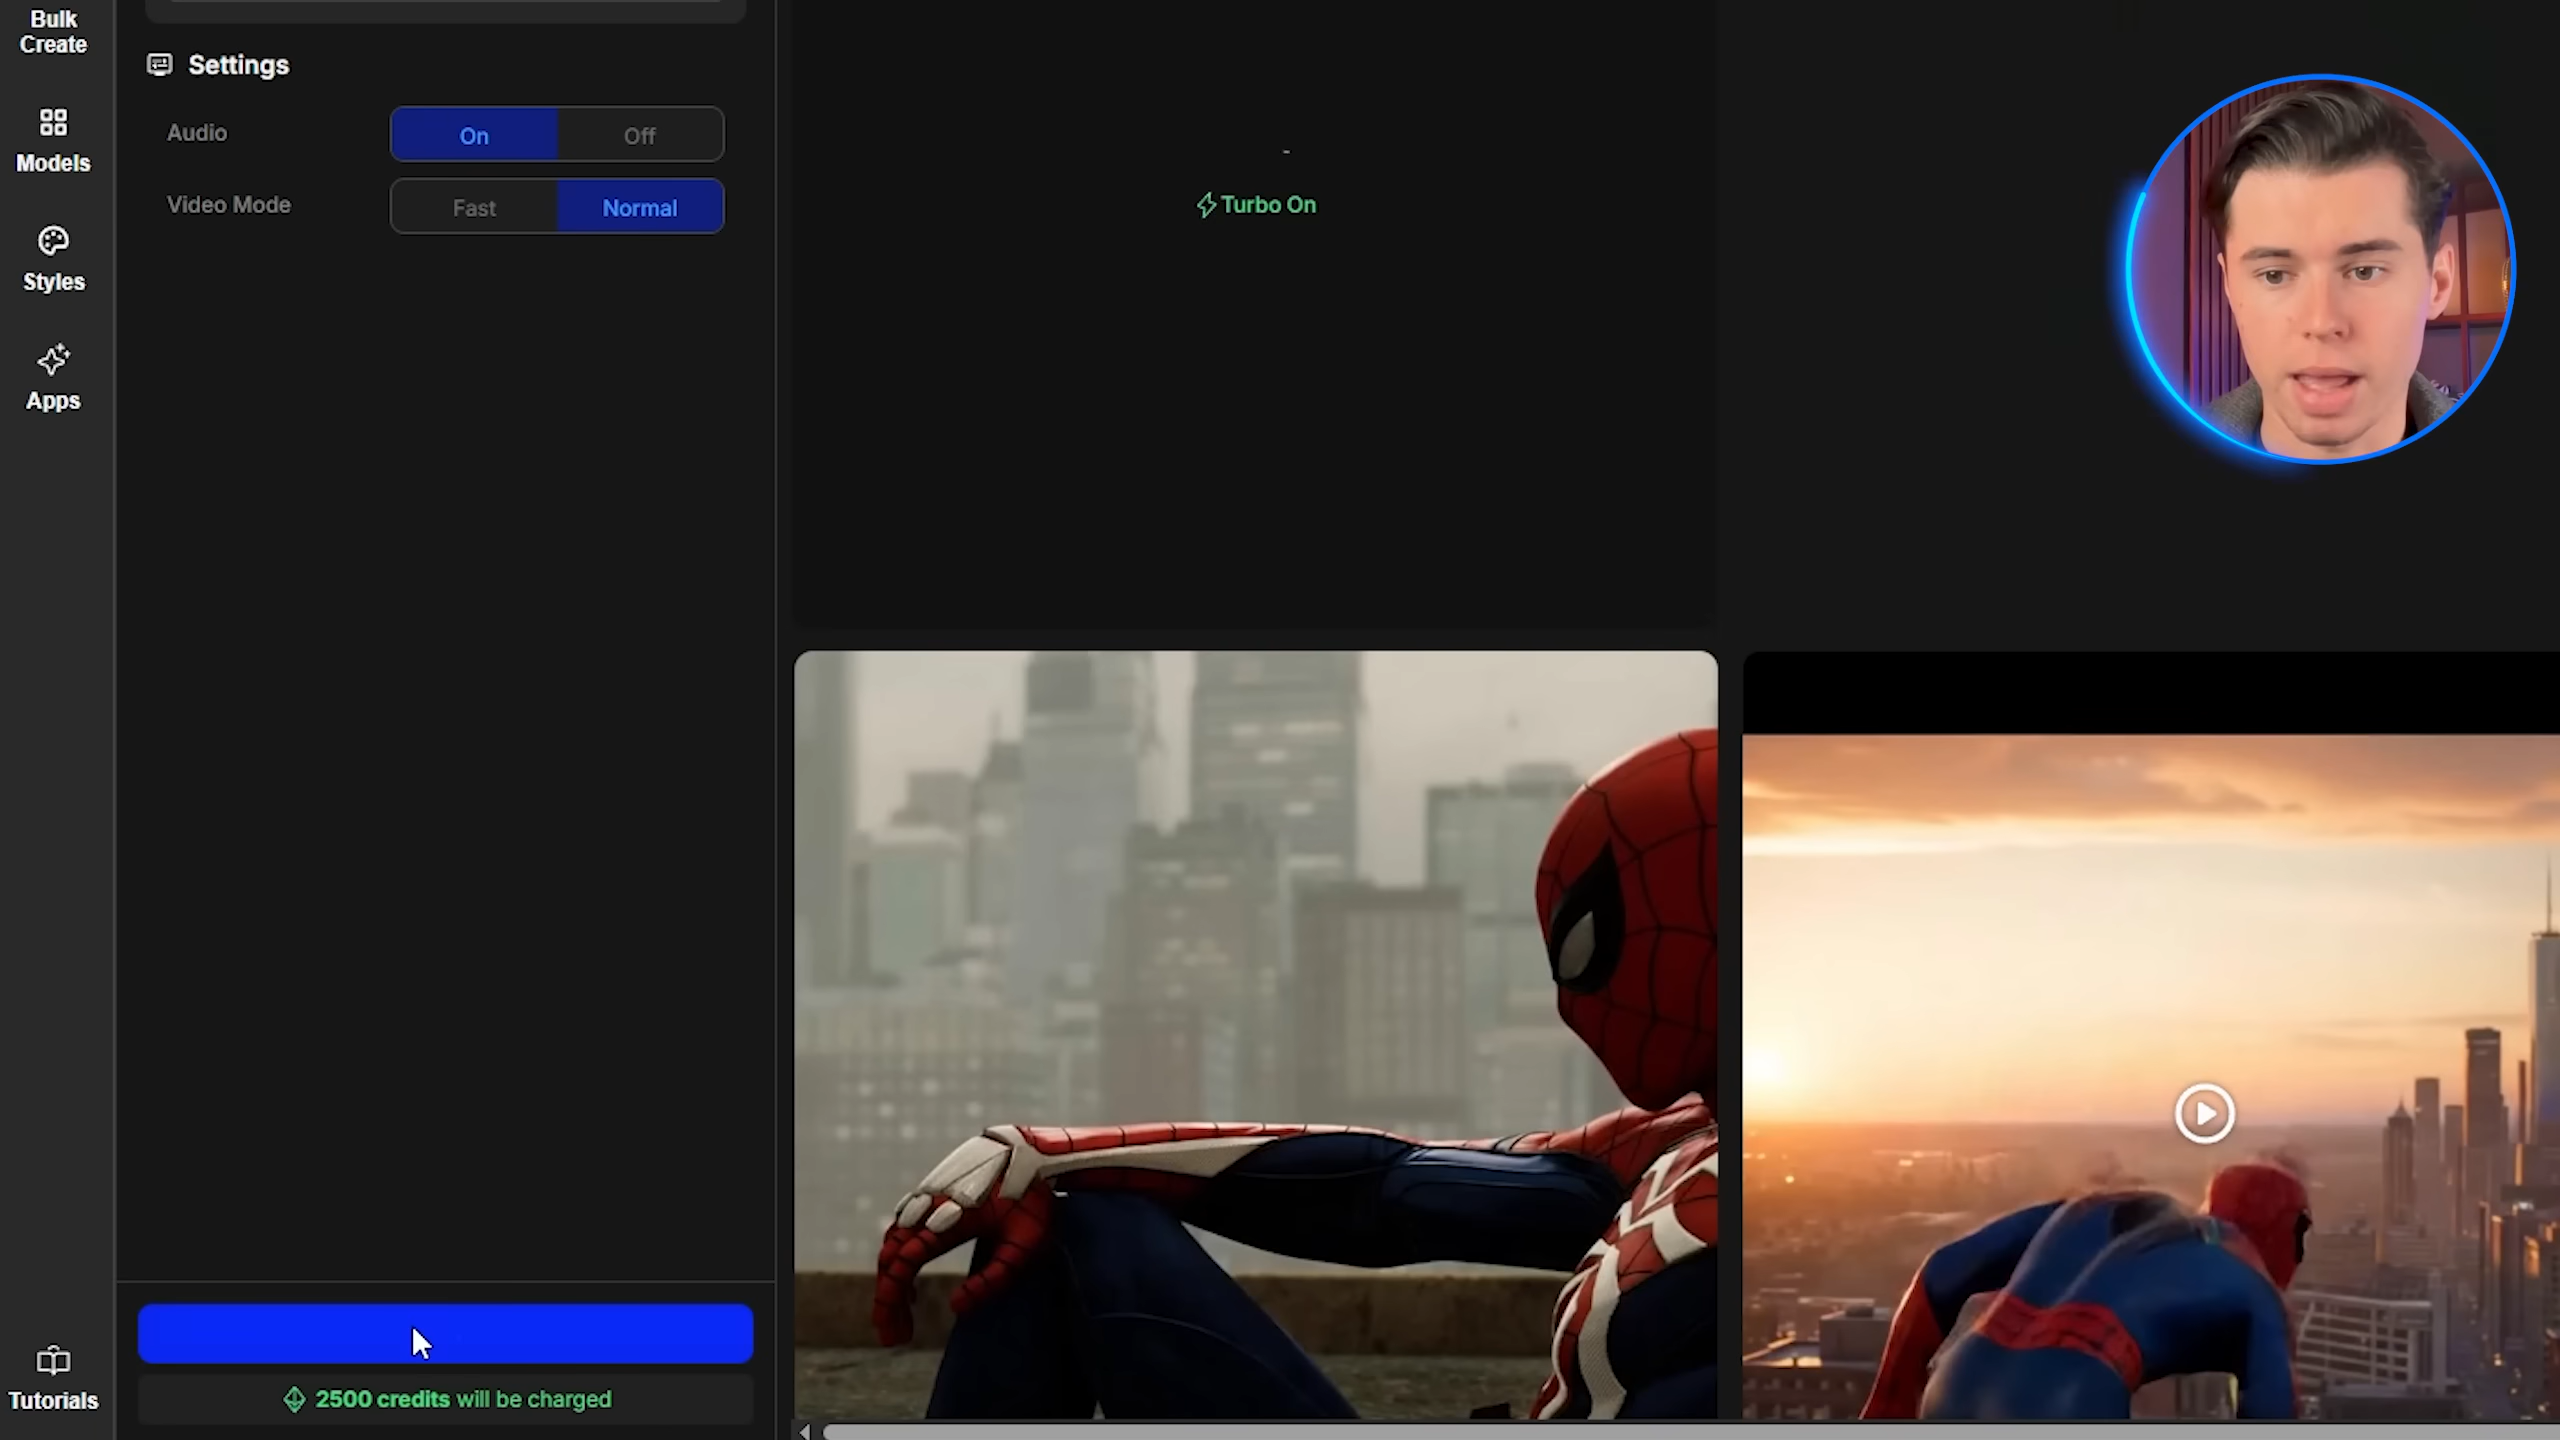 Bulk
Create
Models
Styles
Apps
Tutorials
Settings
Audio
On
Off
Video Mode
Fast
Normal
2500 credits will be charged
-
Turbo On